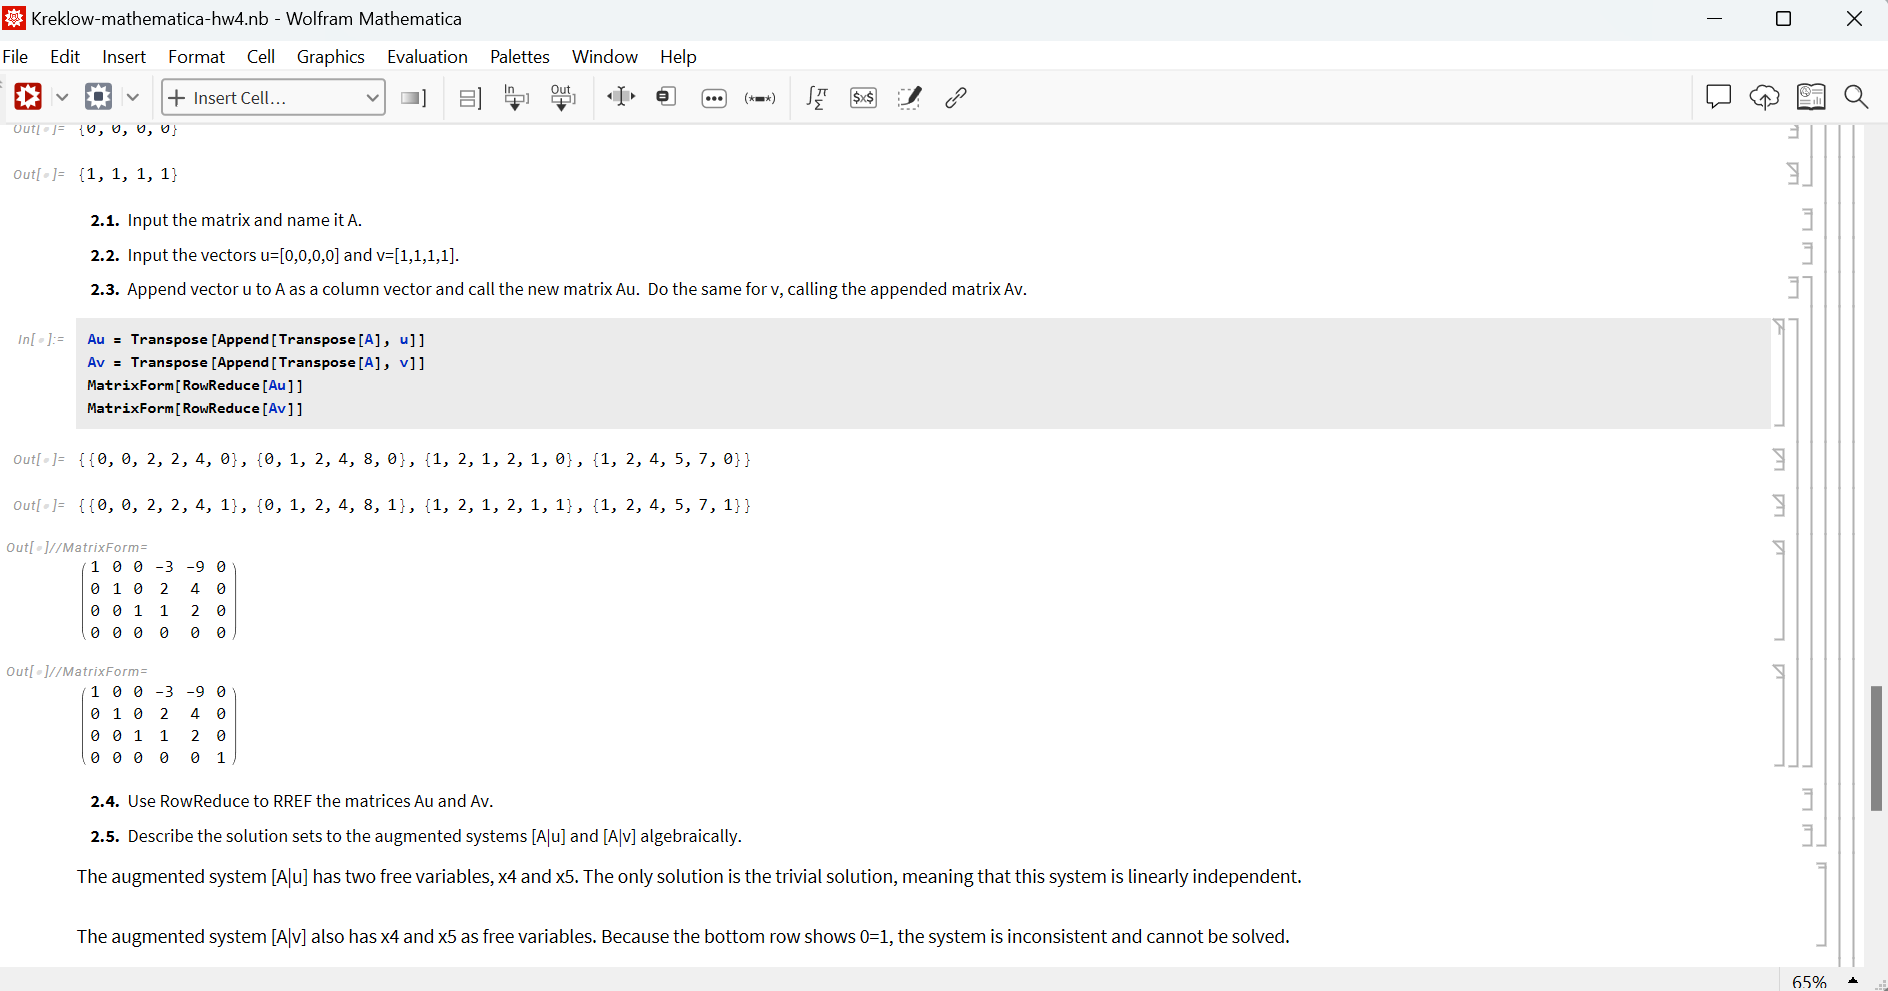 Kreklow-mathematica-hw4.nb - Wolfram Mathematica
File Edit Insert Format Cell Graphics Evaluation Palettes Window Help
Insert Cell... In Out $x$
Out[ ]= {0, 0, 0, 0}
Out[ ]= {1, 1, 1, 1}
2.1. Input the matrix and name it A.
2.2. Input the vectors u=[0,0,0,0] and v=[1,1,1,1].
2.3. Append vector u to A as a column vector and call the new matrix Au. Do the same for v, calling the appended matrix Av.
In[ ]:= Au = Transpose[Append[Transpose[A], u]]
Av = Transpose[Append[Transpose[A], v]]
MatrixForm[RowReduce[Au]]
MatrixForm[RowReduce[Av]]
Out[ ]= {{0, 0, 2, 2, 4, 0}, {0, 1, 2, 4, 8, 0}, {1, 2, 1, 2, 1, 0}, {1, 2, 4, 5, 7, 0}}
Out[ ]= {{0, 0, 2, 2, 4, 1}, {0, 1, 2, 4, 8, 1}, {1, 2, 1, 2, 1, 1}, {1, 2, 4, 5, 7, 1}}
Out[ ]//MatrixForm=
1 0 0 -3 -9 0
0 1 0 2 4 0
0 0 1 1 2 0
0 0 0 0 0 0
Out[ ]//MatrixForm=
1 0 0 -3 -9 0
0 1 0 2 4 0
0 0 1 1 2 0
0 0 0 0 0 1
2.4. Use RowReduce to RREF the matrices Au and Av.
2.5. Describe the solution sets to the augmented systems [A|u] and [A|v] algebraically.
The augmented system [A|u] has two free variables, x4 and x5. The only solution is the trivial solution, meaning that this system is linearly independent.
The augmented system [A|v] also has x4 and x5 as free variables. Because the bottom row shows 0=1, the system is inconsistent and cannot be solved.
65%